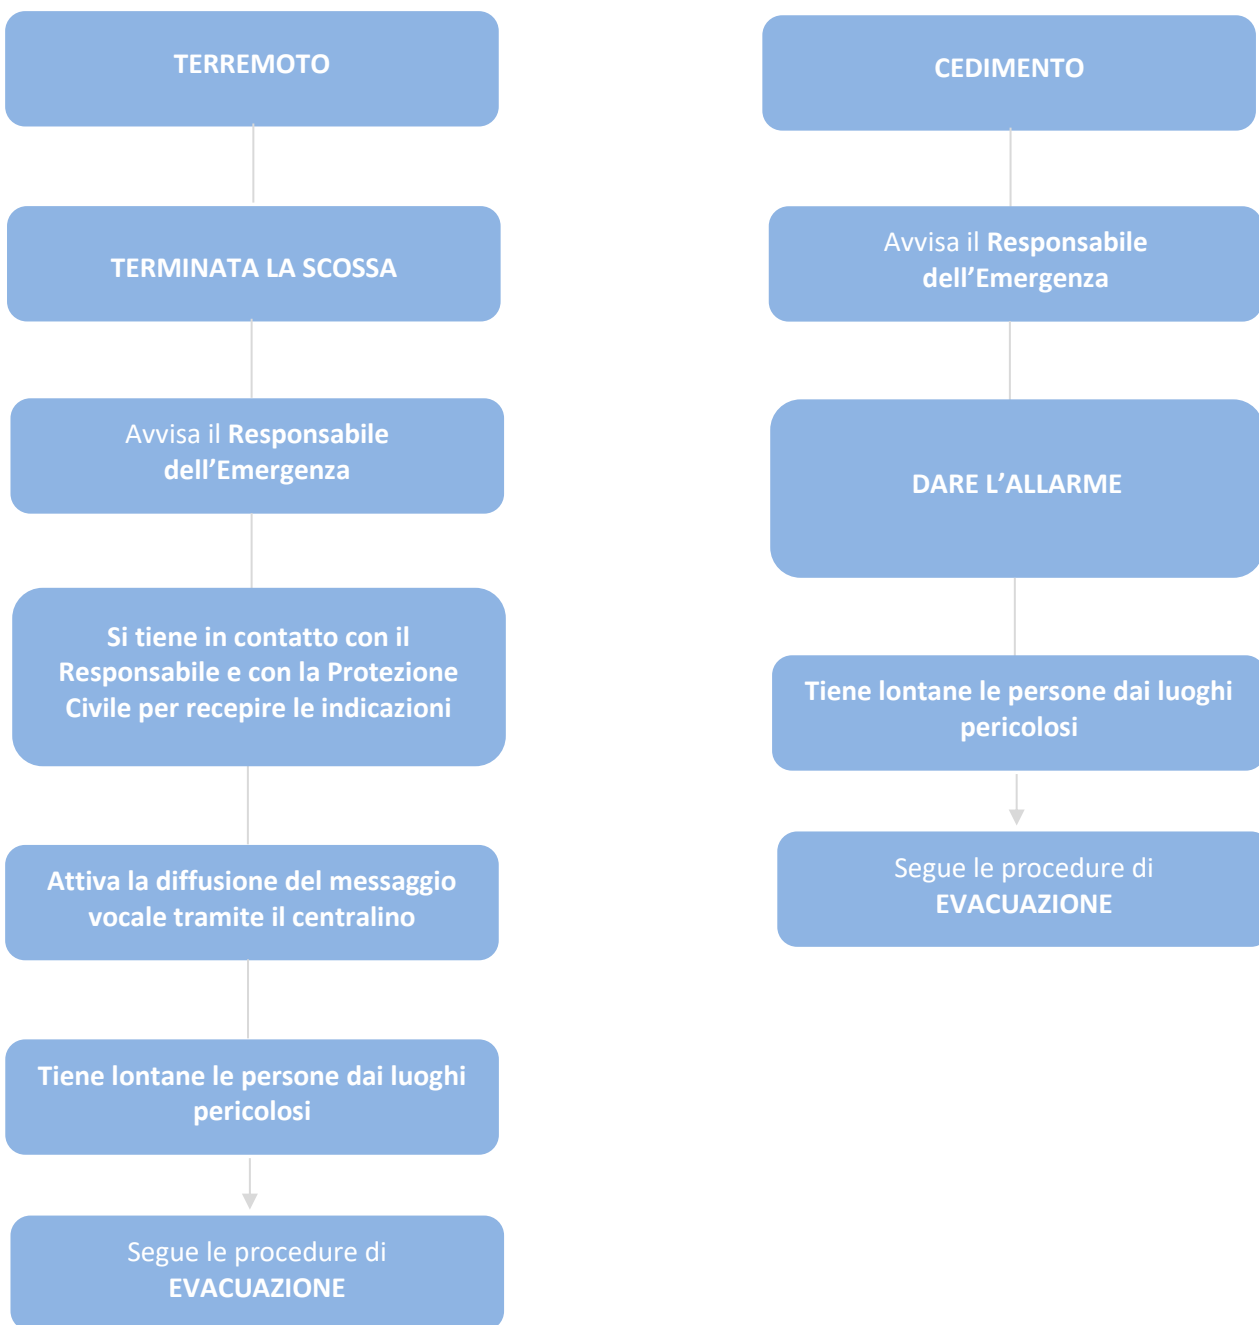 TERREMOTO
TERMINATA LA SCOSSA
Avvisa il Responsabile
dell’Emergenza
Si tiene in contatto con il
Responsabile e con la Protezione
Civile per recepire le indicazioni
Attiva la diffusione del messaggio
vocale tramite il centralino
Tiene lontane le persone dai luoghi
pericolosi
Segue le procedure di
EVACUAZIONE
CEDIMENTO
Avvisa il Responsabile
dell’Emergenza
DARE L’ALLARME
Tiene lontane le persone dai luoghi
pericolosi
Segue le procedure di
EVACUAZIONE